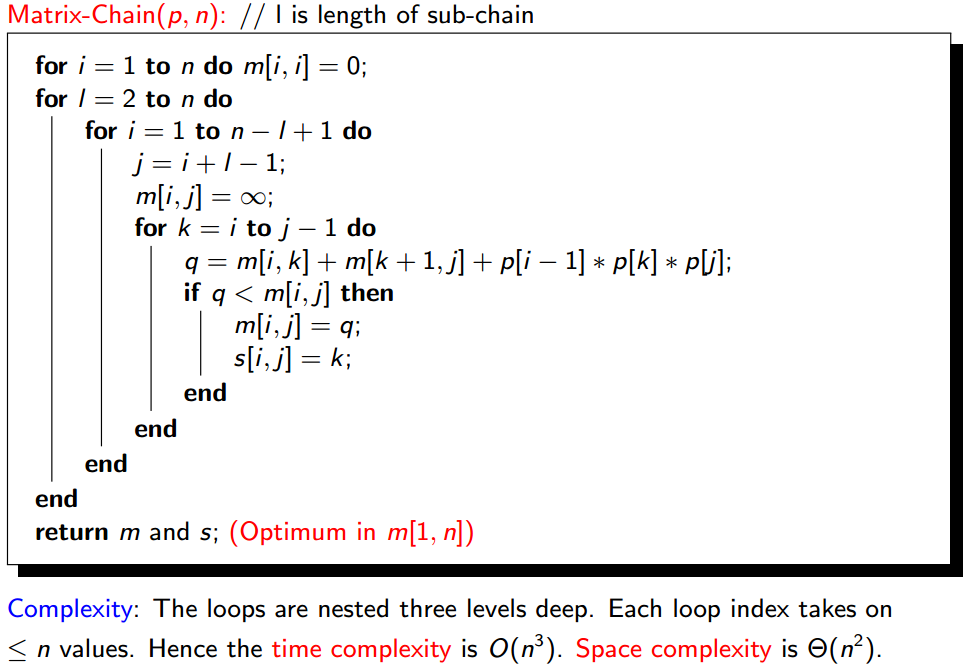 Matrix-Chain(p, n): // l is length of sub-chain
for i = 1 to n do m[i, i] = 0;
for l = 2 to n do
for i = 1 to n − l + 1 do
j = i + l − 1;
m[i, j] = ∞;
for k = i to j − 1 do
q = m[i, k] + m[k + 1, j] + p[i − 1] ∗ p[k] ∗ p[j];
if q < m[i, j] then
m[i, j] = q;
s[i, j] = k;
end
end
end
end
return m and s; (Optimum in m[1, n])
Complexity: The loops are nested three levels deep. Each loop index takes on
≤ n values. Hence the time complexity is O(n³). Space complexity is Θ(n²).